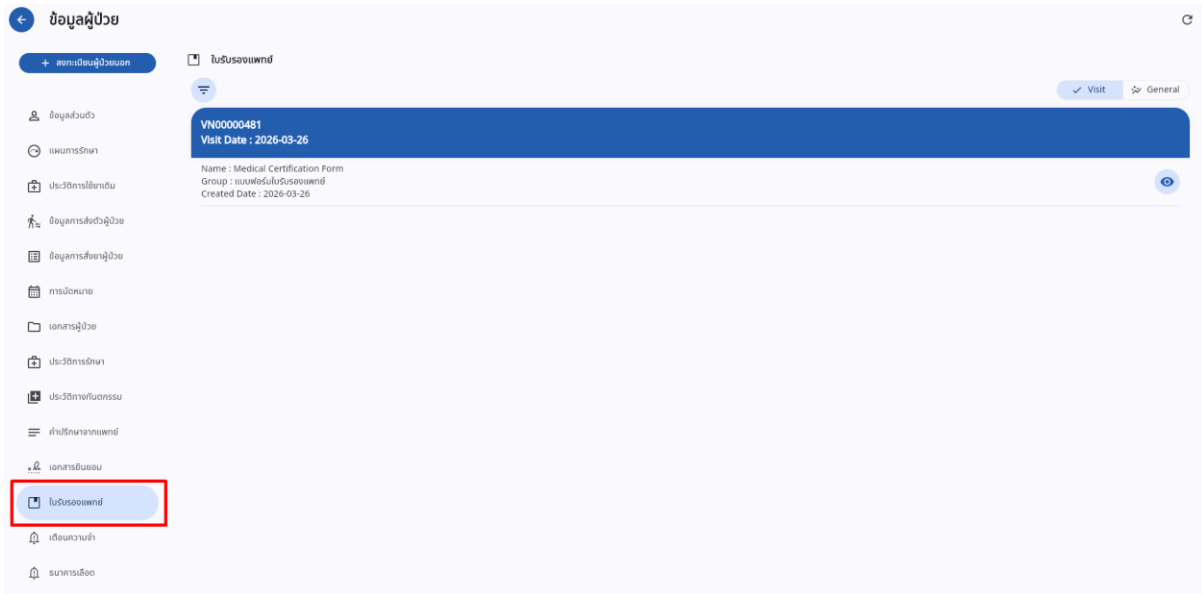 ข้อมูลผู้ป่วย
+ ลงทะเบียนผู้ป่วยนอก
ใบรับรองแพทย์
Visit
General
VN00000481
Visit Date : 2026-03-26
Name : Medical Certification Form
Group : แบบฟอร์มใบรับรองแพทย์
Created Date : 2026-03-26
ข้อมูลส่วนตัว
แผนการรักษา
ประวัติการใช้ยาเดิม
ข้อมูลการส่งตัวผู้ป่วย
ข้อมูลการสั่งยาผู้ป่วย
การนัดหมาย
เอกสารผู้ป่วย
ประวัติการรักษา
ประวัติทางทันตกรรม
คำปรึกษาจากแพทย์
เอกสารยินยอม
ใบรับรองแพทย์
เตือนความจำ
ธนาคารเลือด